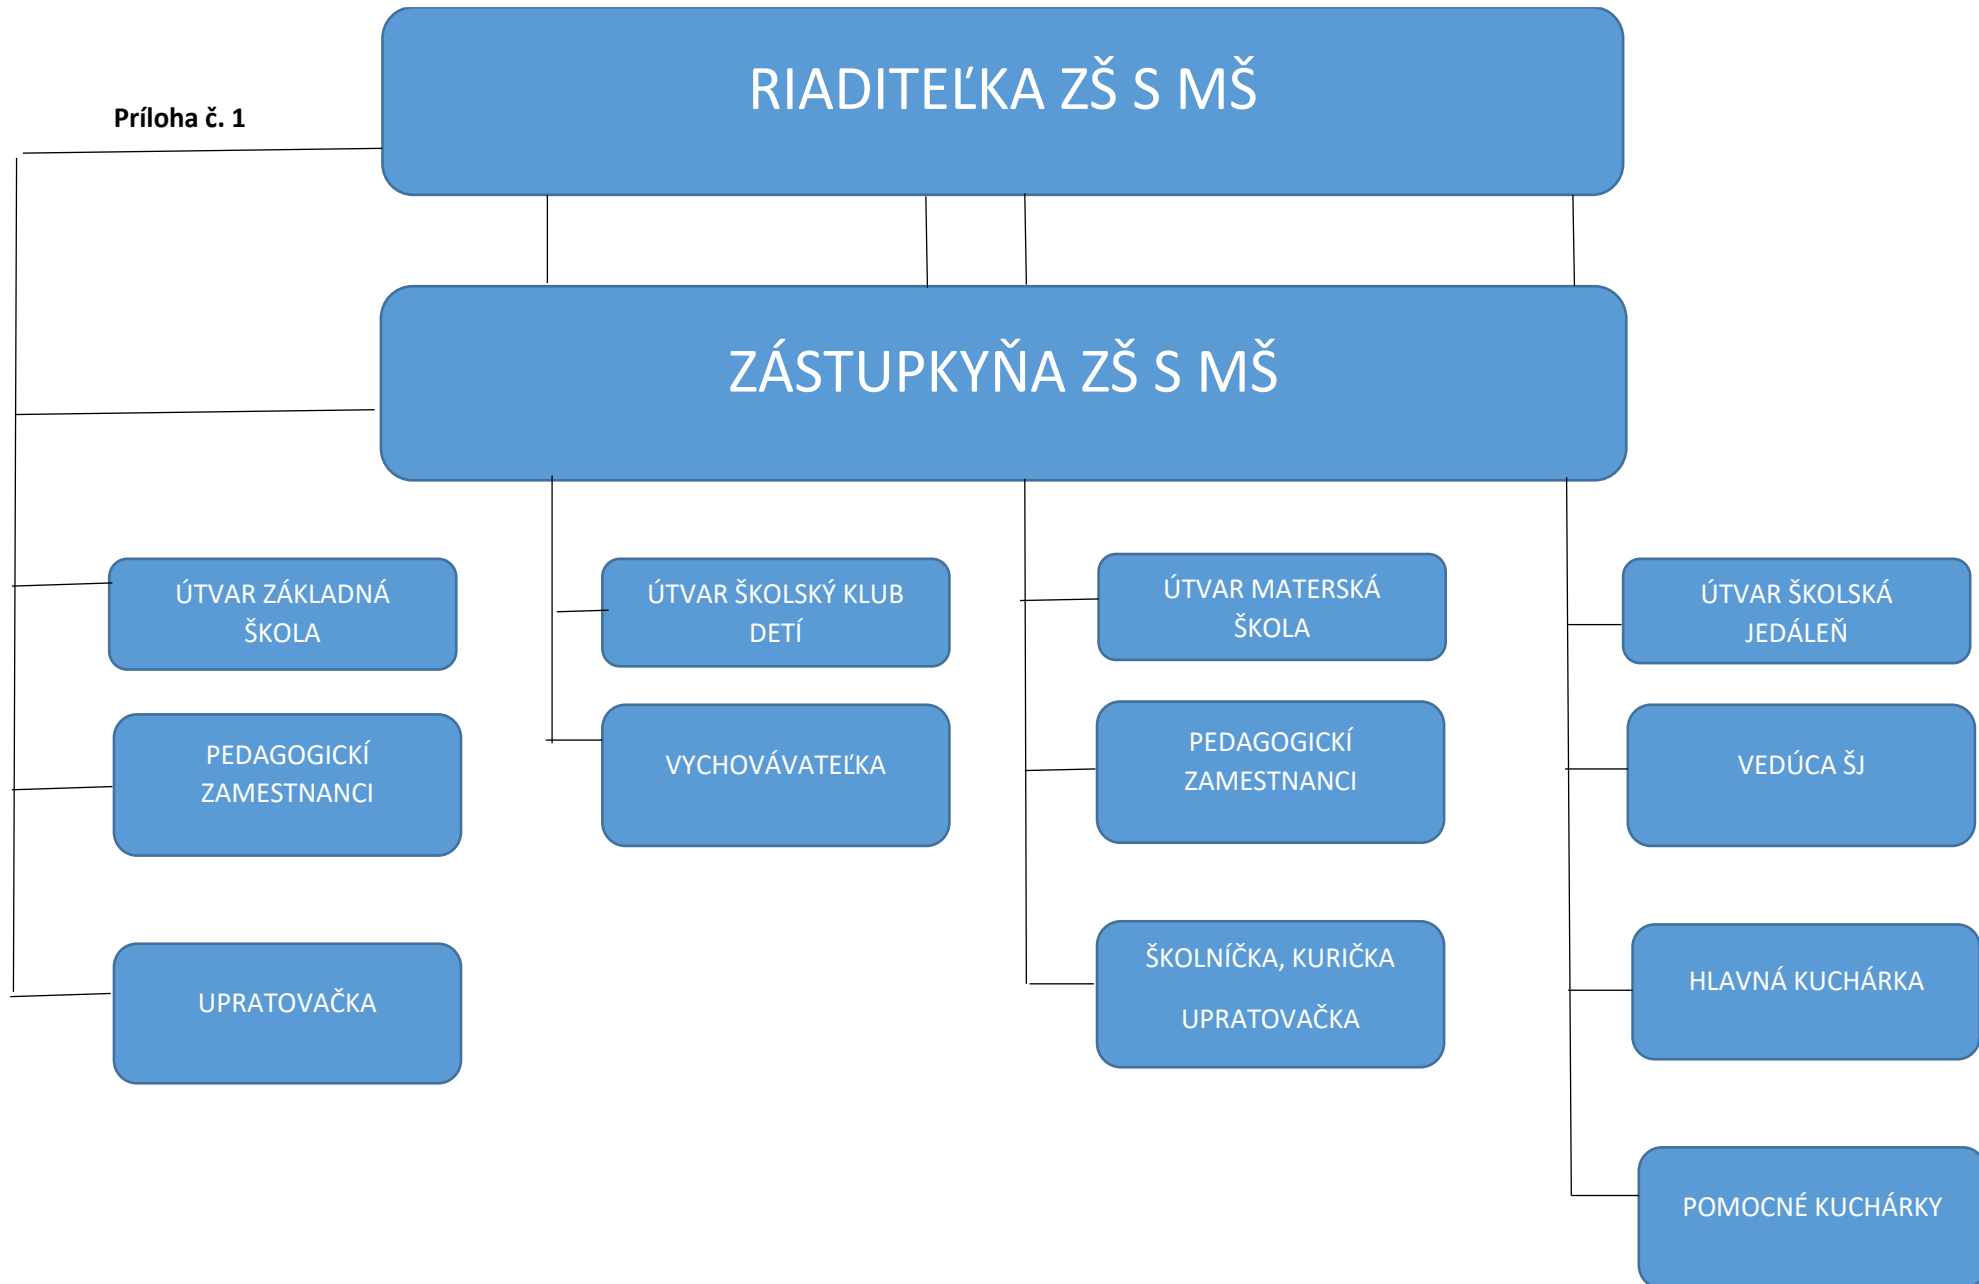 RIADITEĽKA ZŠ S MŠ
Príloha č. 1
ZÁSTUPKYŇA ZŠ S MŠ
ÚTVAR ZÁKLADNÁ
ŠKOLA
PEDAGOGICKÍ
ZAMESTNANCI
UPRATOVAČKA
ÚTVAR ŠKOLSKÝ KLUB
DETÍ
VYCHOVÁVATEĽKA
ÚTVAR MATERSKÁ
ŠKOLA
PEDAGOGICKÍ
ZAMESTNANCI
ŠKOLNÍČKA, KURIČKA
UPRATOVAČKA
ÚTVAR ŠKOLSKÁ
JEDÁLEŇ
VEDÚCA ŠJ
HLAVNÁ KUCHÁRKA
POMOCNÉ KUCHÁRKY